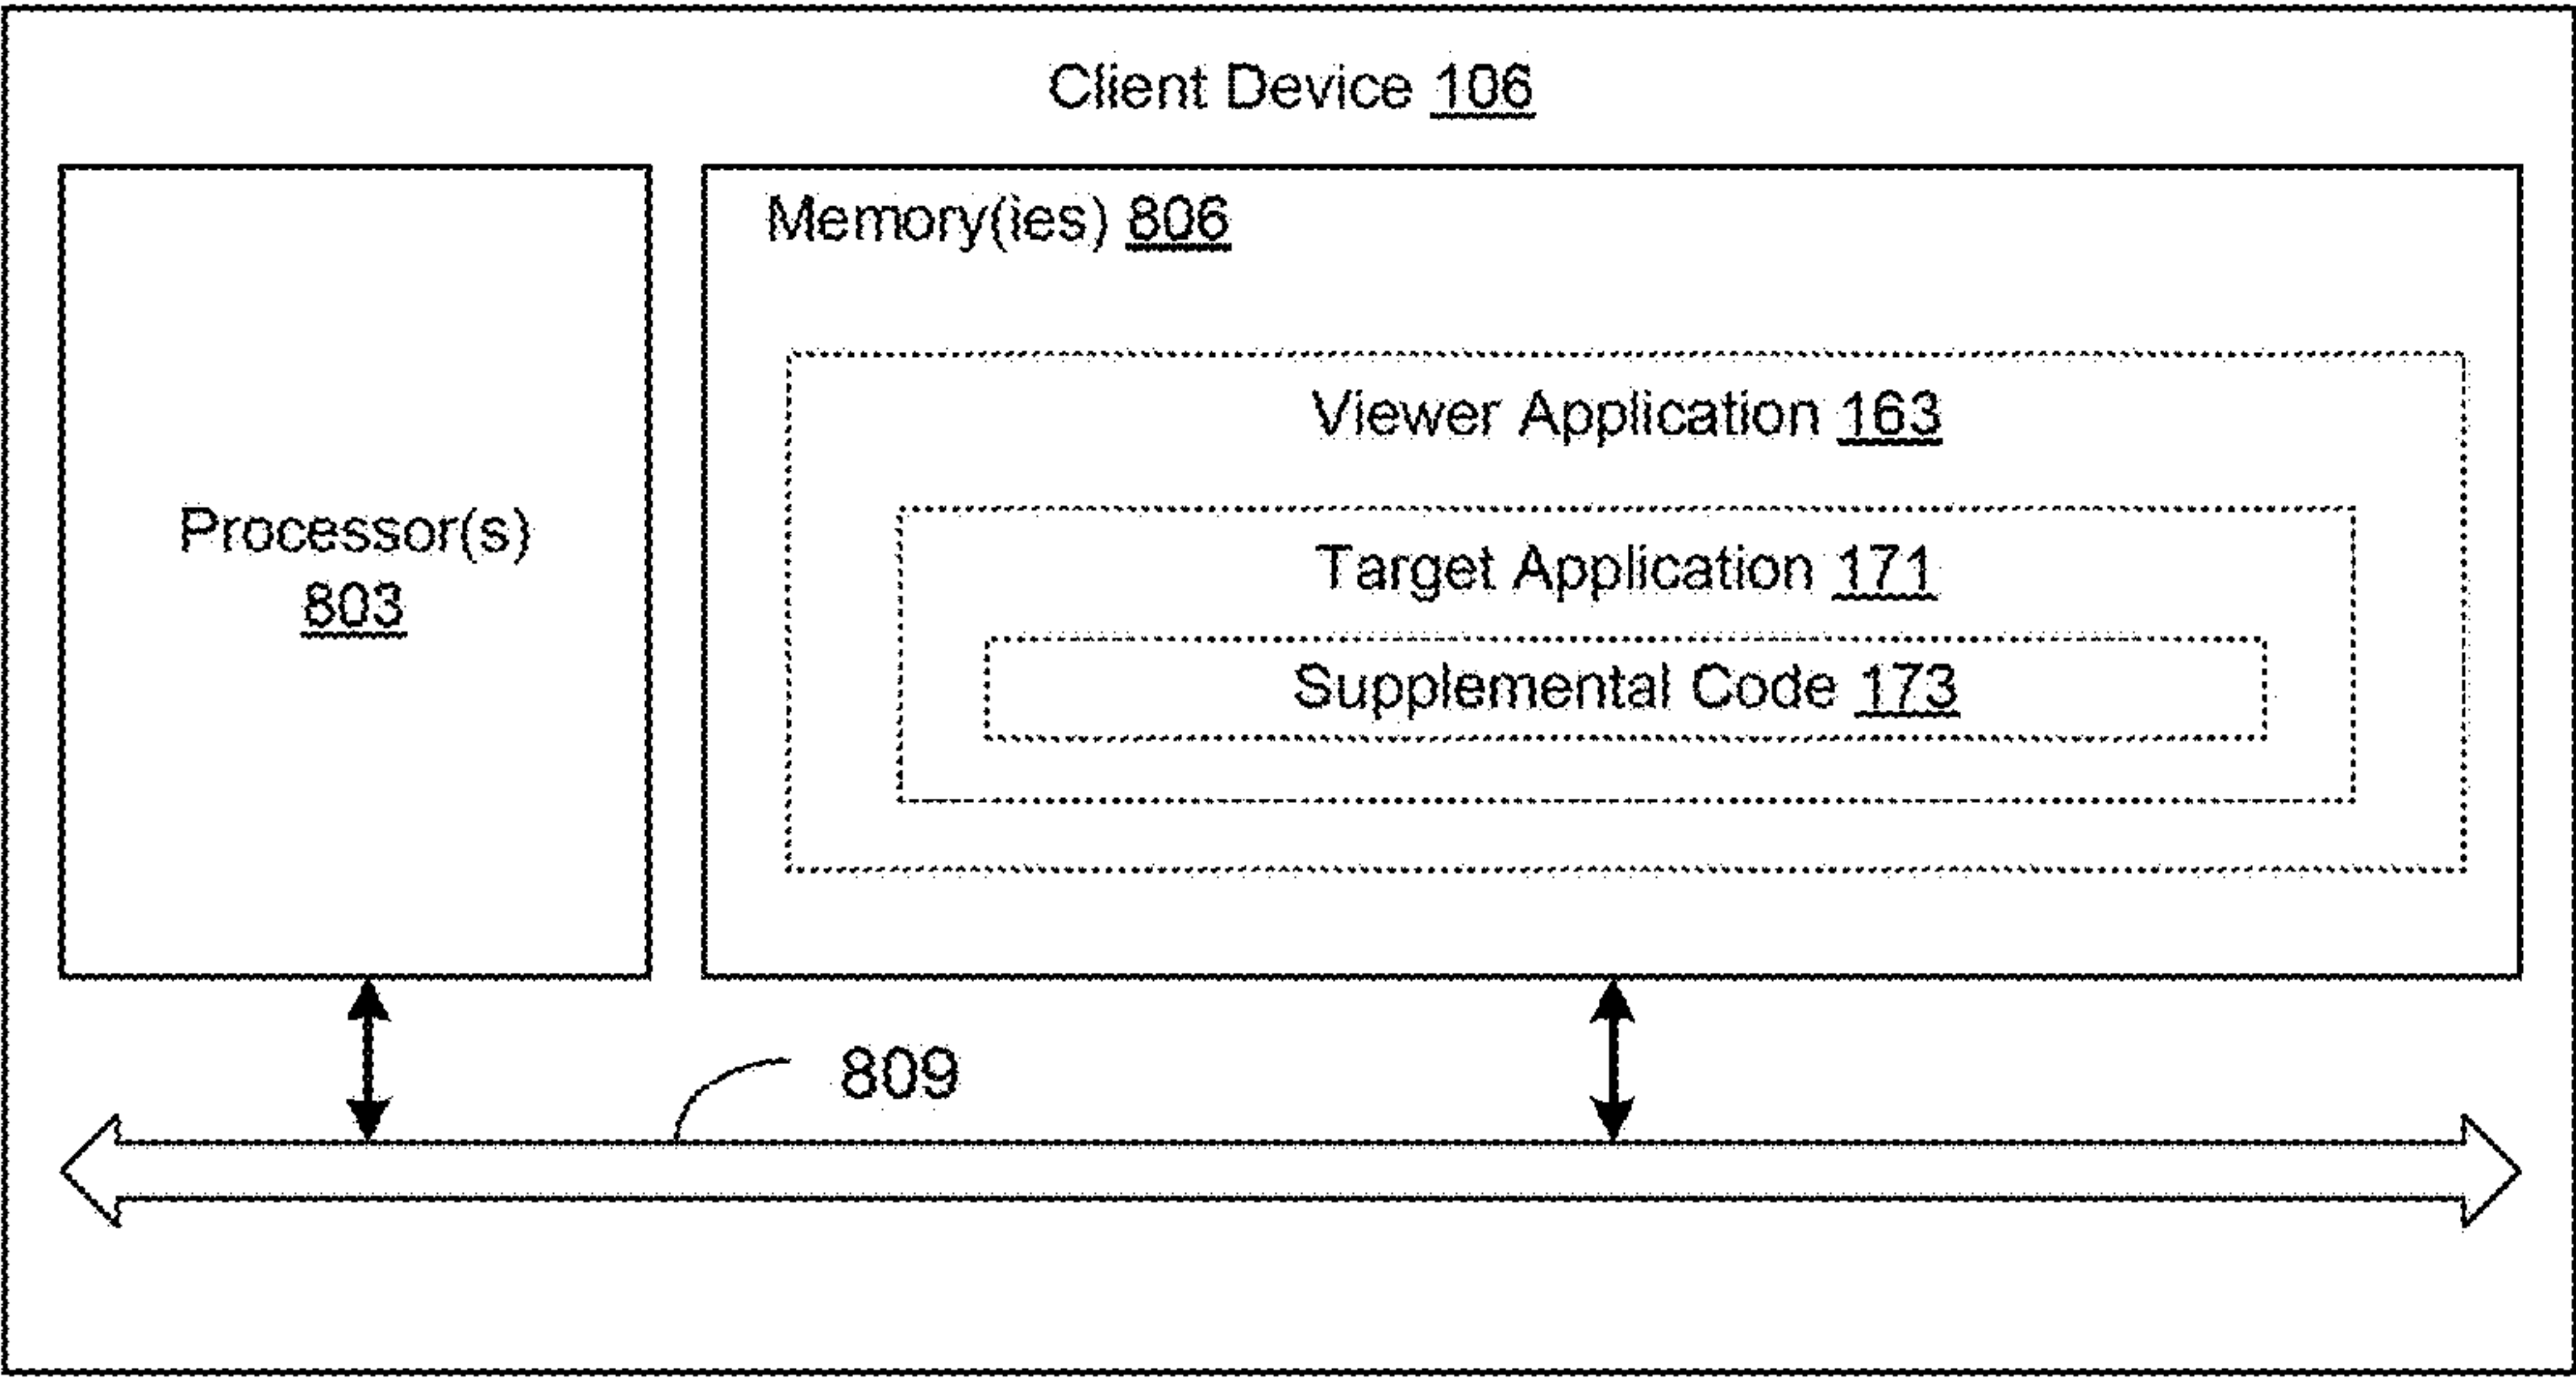 Client Device 106
Memory(ies) 806
Viewer Application 163
Processor(s)
803
Target Application 171
Supplemental Code 173
809